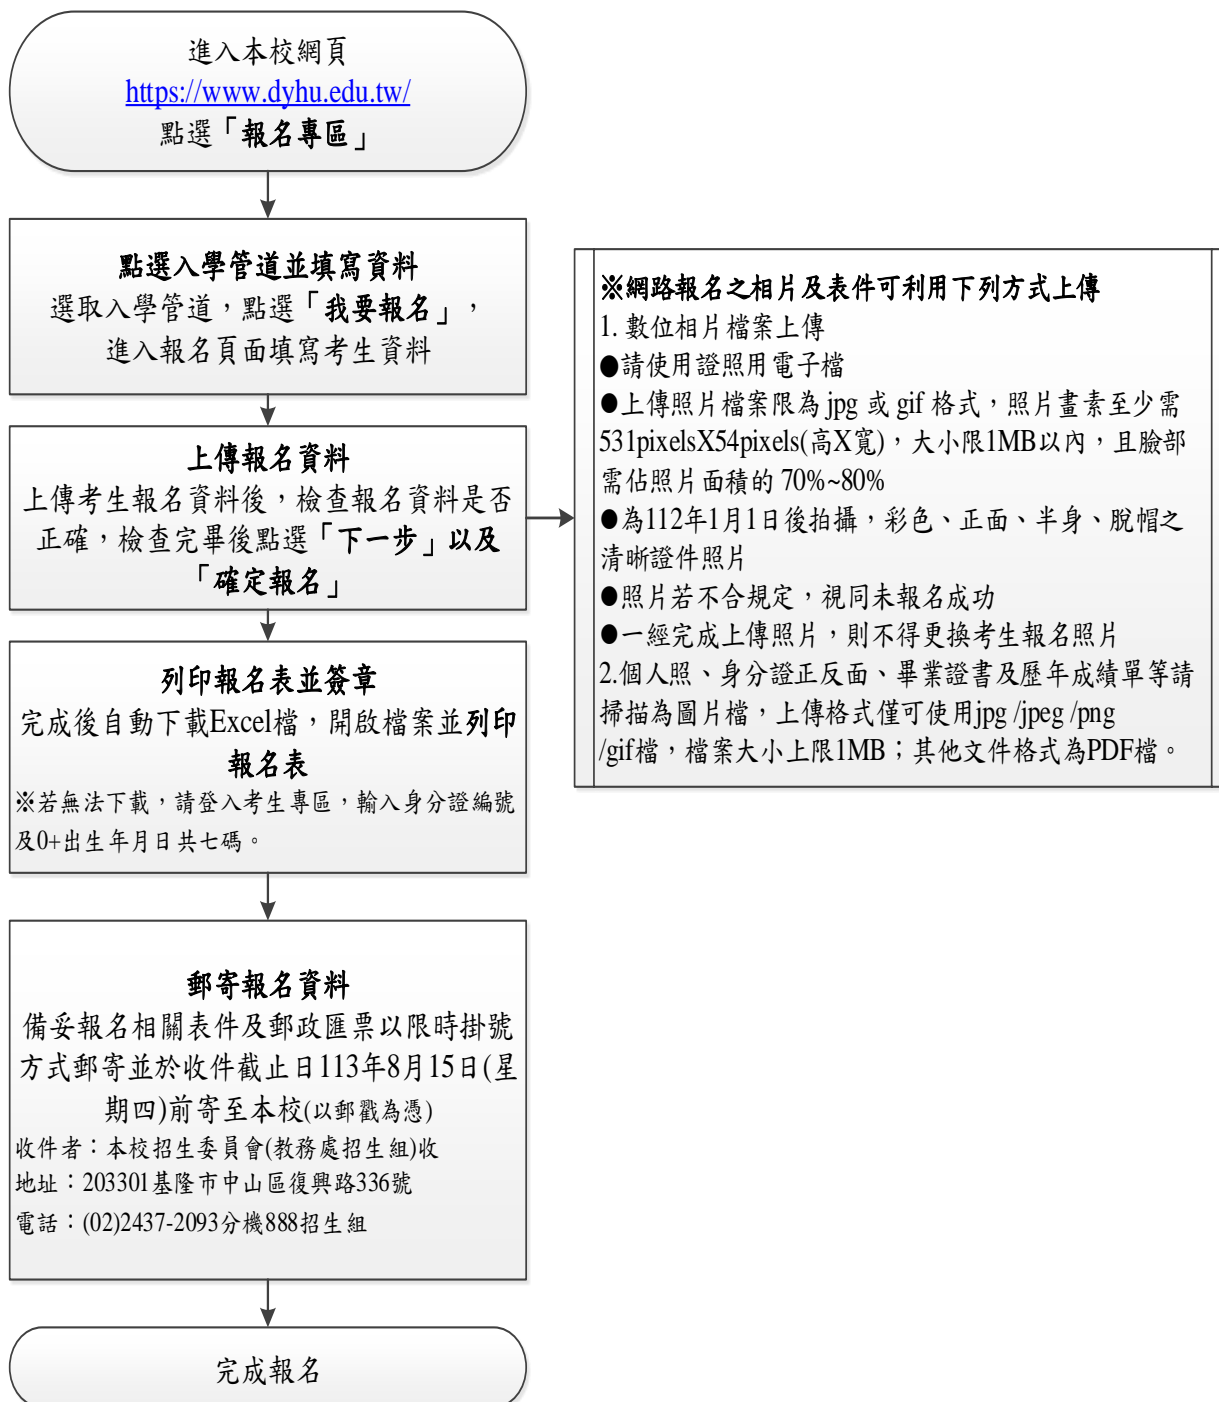 進入本校網頁
https://www.dyhu.edu.tw/
點選「報名專區」
點選入學管道並填寫資料
選取入學管道，點選「我要報名」，
進入報名頁面填寫考生資料
上傳報名資料
上傳考生報名資料後，檢查報名資料是否
正確，檢查完畢後點選「下一步」以及
「確定報名」
※網路報名之相片及表件可利用下列方式上傳
1. 數位相片檔案上傳
●請使用證照用電子檔
●上傳照片檔案限為 jpg 或 gif 格式，照片畫素至少需
531pixelsX54pixels(高X寬)，大小限1MB以內，且臉部
需佔照片面積的 70%~80%
●為112年1月1日後拍攝，彩色、正面、半身、脫帽之
清晰證件照片
●照片若不合規定，視同未報名成功
●一經完成上傳照片，則不得更換考生報名照片
2.個人照、身分證正反面、畢業證書及歷年成績單等請
掃描為圖片檔，上傳格式僅可使用jpg /jpeg /png
/gif檔，檔案大小上限1MB；其他文件格式為PDF檔。
列印報名表並簽章
完成後自動下載Excel檔，開啟檔案並列印
報名表
※若無法下載，請登入考生專區，輸入身分證編號
及0+出生年月日共七碼。
郵寄報名資料
備妥報名相關表件及郵政匯票以限時掛號
方式郵寄並於收件截止日113年8月15日(星
期四)前寄至本校(以郵戳為憑)
收件者：本校招生委員會(教務處招生組)收
地址：203301基隆市中山區復興路336號
電話：(02)2437-2093分機888招生組
完成報名